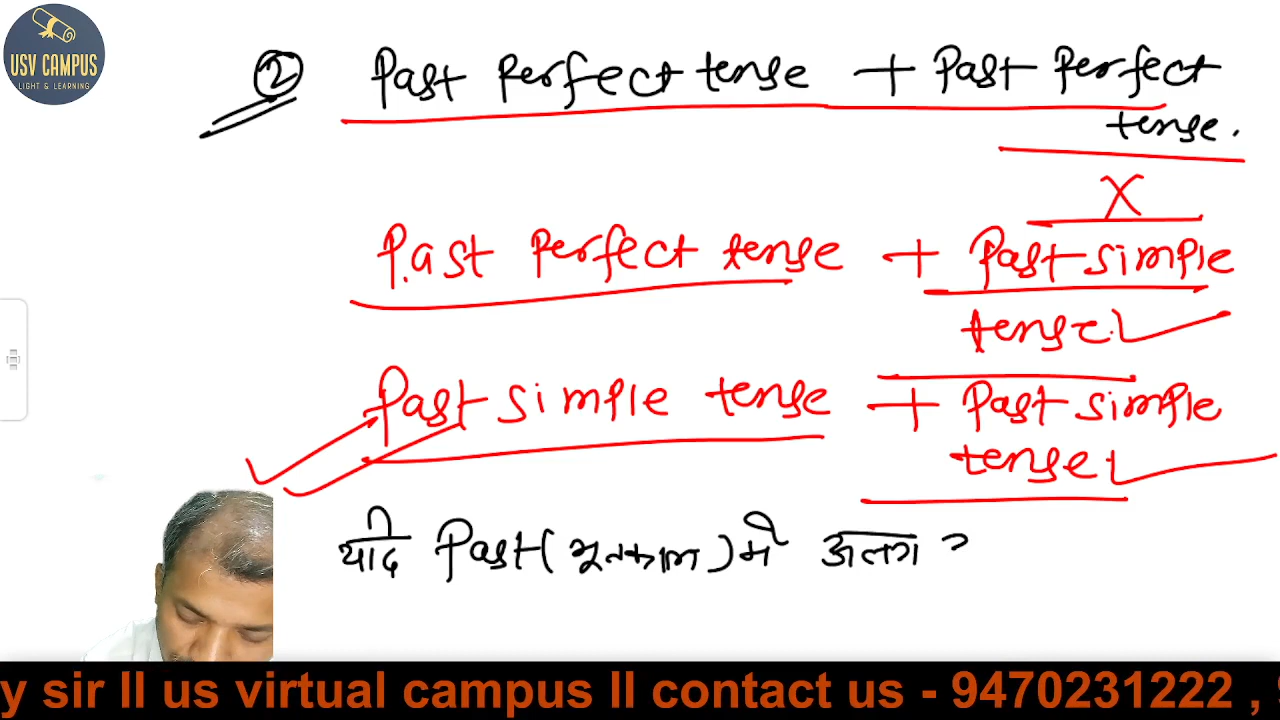 USV CAMPUS
LIGHT & LEARNING
② Past Perfect tense + Past Perfect
tense.
X
Past Perfect tense + Past simple
tense.
Past simple tense + Past simple
tense
यदि Past (भूतकाल) में अलग
y sir ll us virtual campus ll contact us - 9470231222 ,